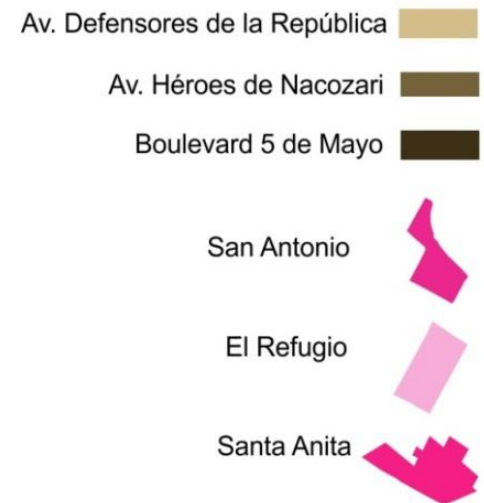 Av. Defensores de la República
Av. Héroes de Nacozari
Boulevard 5 de Mayo
San Antonio
El Refugio
Santa Anita